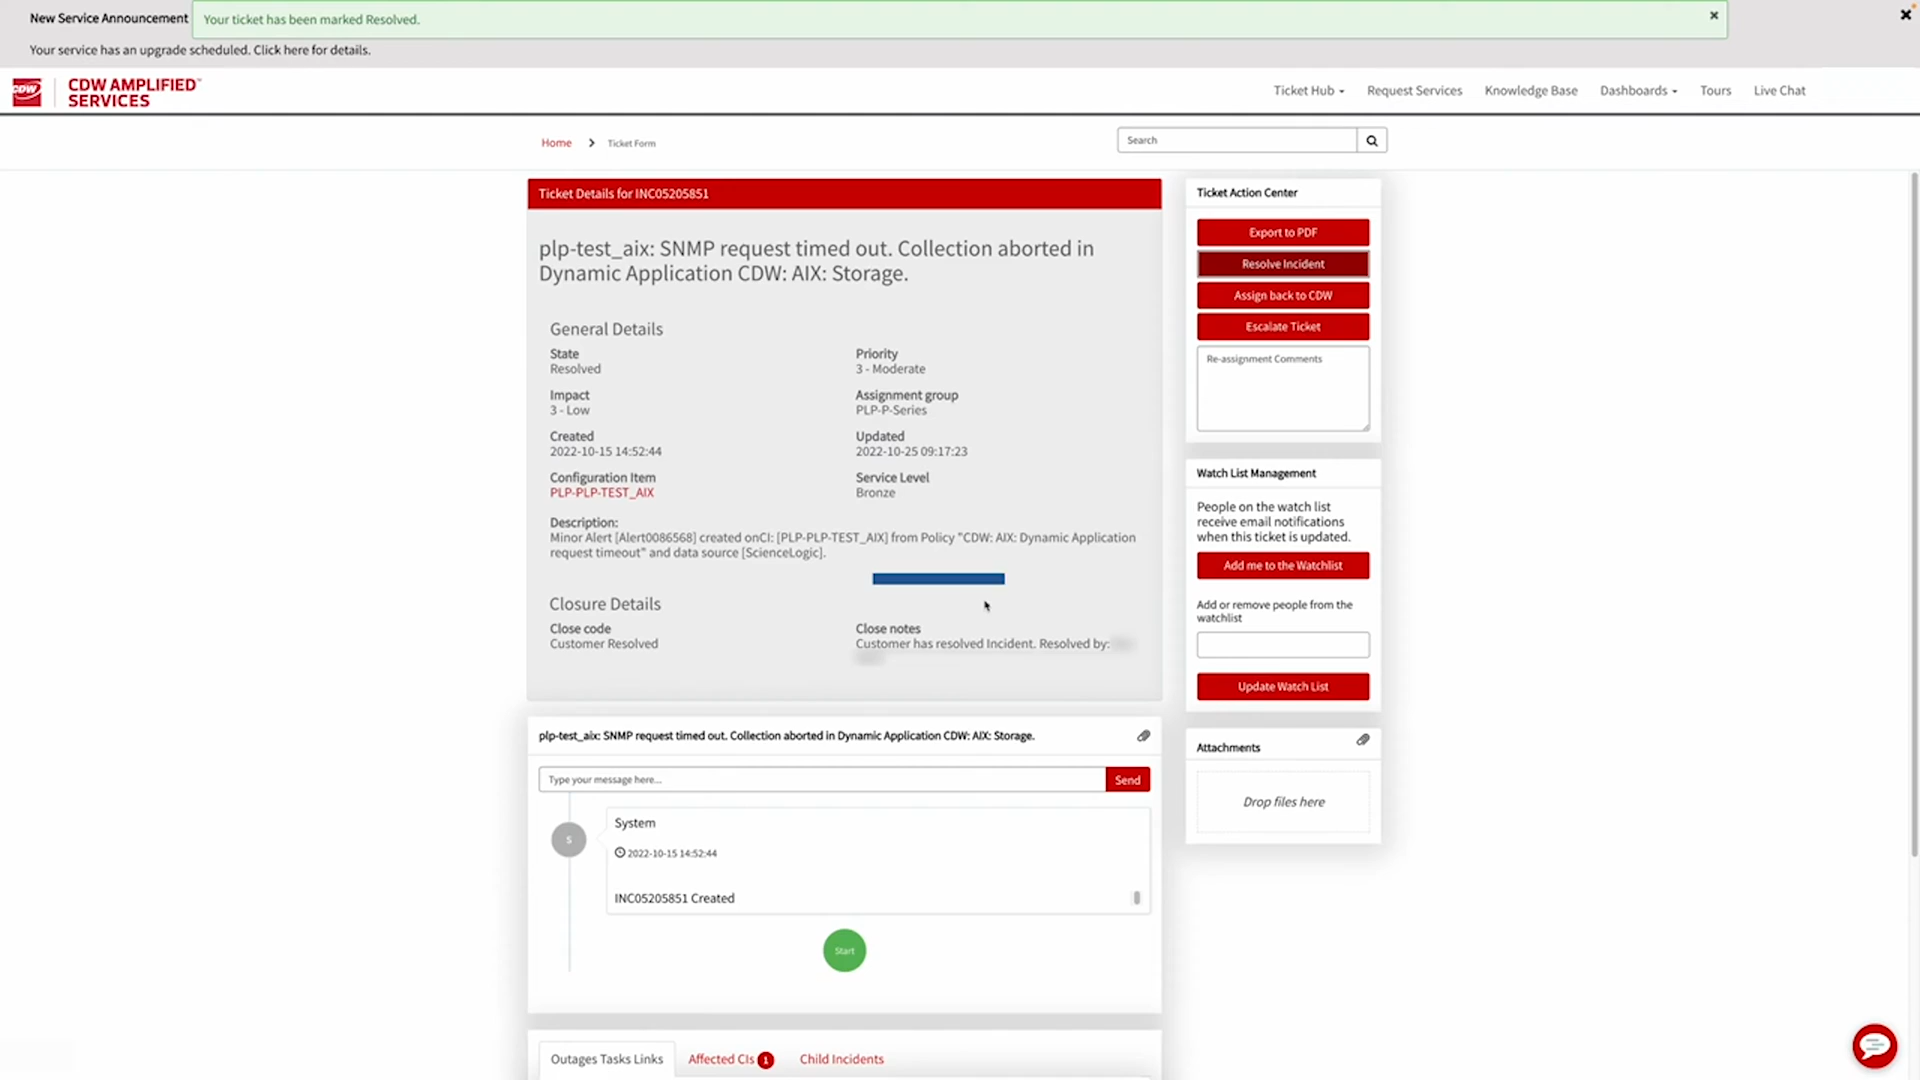 New Service Announcement
Your ticket has been marked Resolved.
×
×
Your service has an upgrade scheduled. Click here for details.
CDW
CDW AMPLIFIED™
SERVICES
Ticket Hub
Request Services
Knowledge Base
Dashboards
Tours
Live Chat
Home
Ticket Form
Search
Ticket Details for INC05205851
plp-test_aix: SNMP request timed out. Collection aborted in
Dynamic Application CDW: AIX: Storage.
General Details
State
Resolved
Priority
3 - Moderate
Impact
3 - Low
Assignment group
PLP-P-Series
Created
2022-10-15 14:52:44
Updated
2022-10-25 09:17:23
Configuration Item
PLP-PLP-TEST_AIX
Service Level
Bronze
Description:
Minor Alert [Alert0086568] created onCI: [PLP-PLP-TEST_AIX] from Policy "CDW: AIX: Dynamic Application
request timeout" and data source [ScienceLogic].
Closure Details
Close code
Customer Resolved
Close notes
Customer has resolved Incident. Resolved by:
plp-test_aix: SNMP request timed out. Collection aborted in Dynamic Application CDW: AIX: Storage.
Type your message here...
Send
S
System
2022-10-15 14:52:44
INC05205851 Created
Start
Outages Tasks Links
Affected CIs 1
Child Incidents
Ticket Action Center
Export to PDF
Resolve Incident
Assign back to CDW
Escalate Ticket
Re-assignment Comments
Watch List Management
People on the watch list
receive email notifications
when this ticket is updated.
Add me to the Watchlist
Add or remove people from the
watchlist
Update Watch List
Attachments
Drop files here